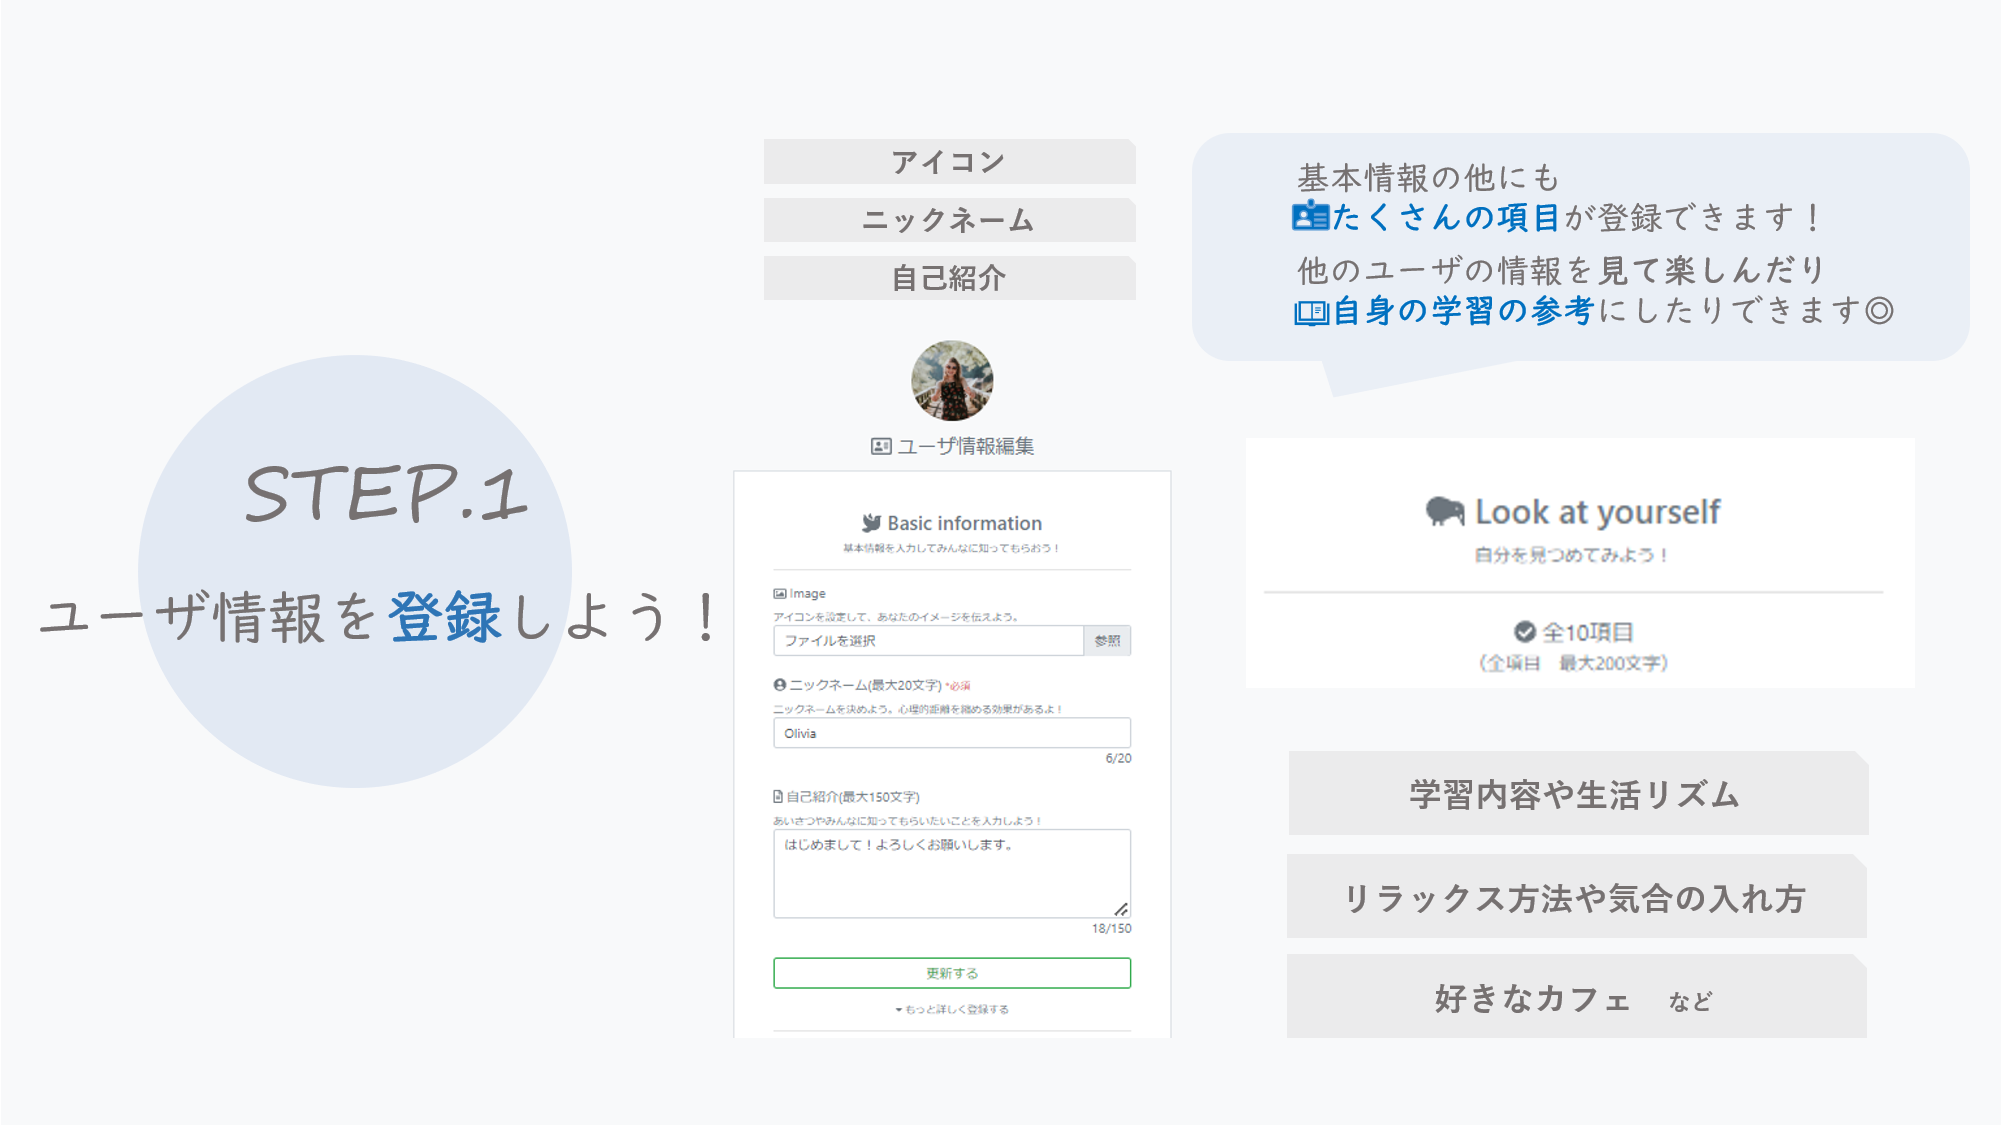 STEP.1
ユーザ情報を登録しよう！
アイコン
ニックネーム
自己紹介
ユーザ情報編集
Basic information
基本情報を入力してみんなに知ってもらおう！
Image
アイコンを設定して、あなたのイメージを伝えよう。
ファイルを選択 参照
ニックネーム(最大20文字) *必須
ニックネームを決めよう。心理的距離を縮める効果があるよ！
Olivia
6/20
自己紹介(最大150文字)
あいさつやみんなに知ってもらいたいことを入力しよう！
はじめまして！よろしくお願いします。
18/150
更新する
もっと詳しく登録する
基本情報の他にも
たくさんの項目が登録できます！
他のユーザの情報を見て楽しんだり
自身の学習の参考にしたりできます◎
Look at yourself
自分を見つめてみよう！
全10項目
（全項目　最大200文字）
学習内容や生活リズム
リラックス方法や気合の入れ方
好きなカフェ　など